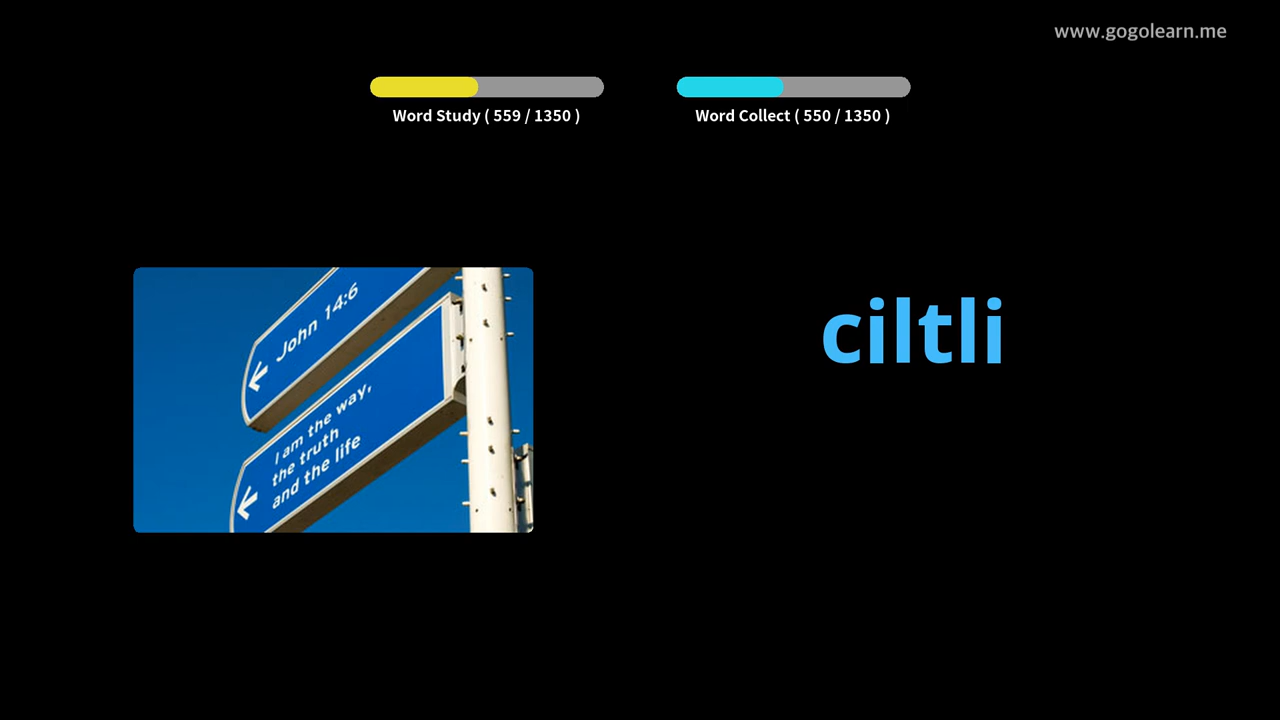 www.gogolearn.me
Word Study ( 559 / 1350 )
Word Collect ( 550 / 1350 )
John 14:6
I am the way,
the truth
and the life
ciltli